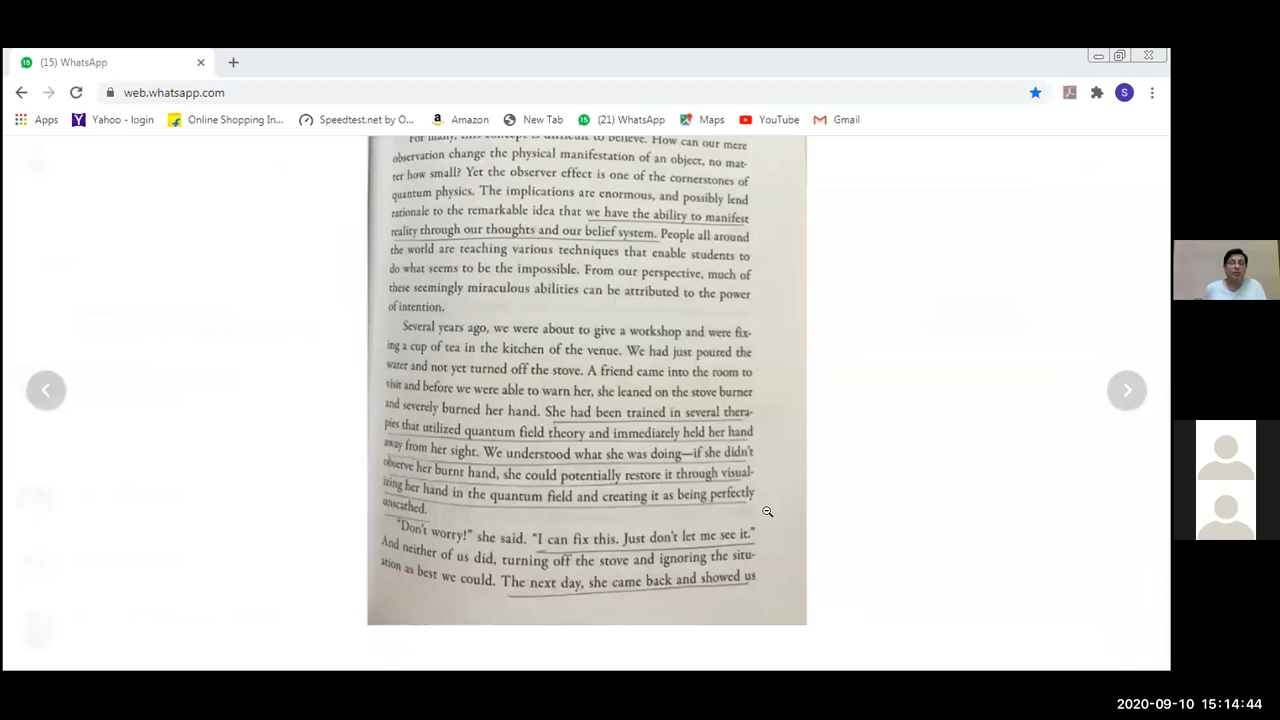 (15) WhatsApp
web.whatsapp.com
S
Apps
Yahoo - login
Online Shopping In...
Speedtest.net by O...
Amazon
New Tab
(21) WhatsApp
Maps
YouTube
Gmail
For many, this concept is difficult to believe. How can our mere
observation change the physical manifestation of an object, no mat-
ter how small? Yet the observer effect is one of the cornerstones of
quantum physics. The implications are enormous, and possibly lend
rationale to the remarkable idea that we have the ability to manifest
reality through our thoughts and our belief system. People all around
the world are teaching various techniques that enable students to
do what seems to be the impossible. From our perspective, much of
these seemingly miraculous abilities can be attributed to the power
of intention.
Several years ago, we were about to give a workshop and were fix-
ing a cup of tea in the kitchen of the venue. We had just poured the
water and not yet turned off the stove. A friend came into the room to
visit and before we were able to warn her, she leaned on the stove burner
and severely burned her hand. She had been trained in several thera-
pies that utilized quantum field theory and immediately held her hand
away from her sight. We understood what she was doing—if she didn't
observe her burnt hand, she could potentially restore it through visual-
izing her hand in the quantum field and creating it as being perfectly
unscathed.
"Don't worry!" she said. "I can fix this. Just don't let me see it."
And neither of us did, turning off the stove and ignoring the situ-
ation as best we could. The next day, she came back and showed us
2020-09-10 15:14:44